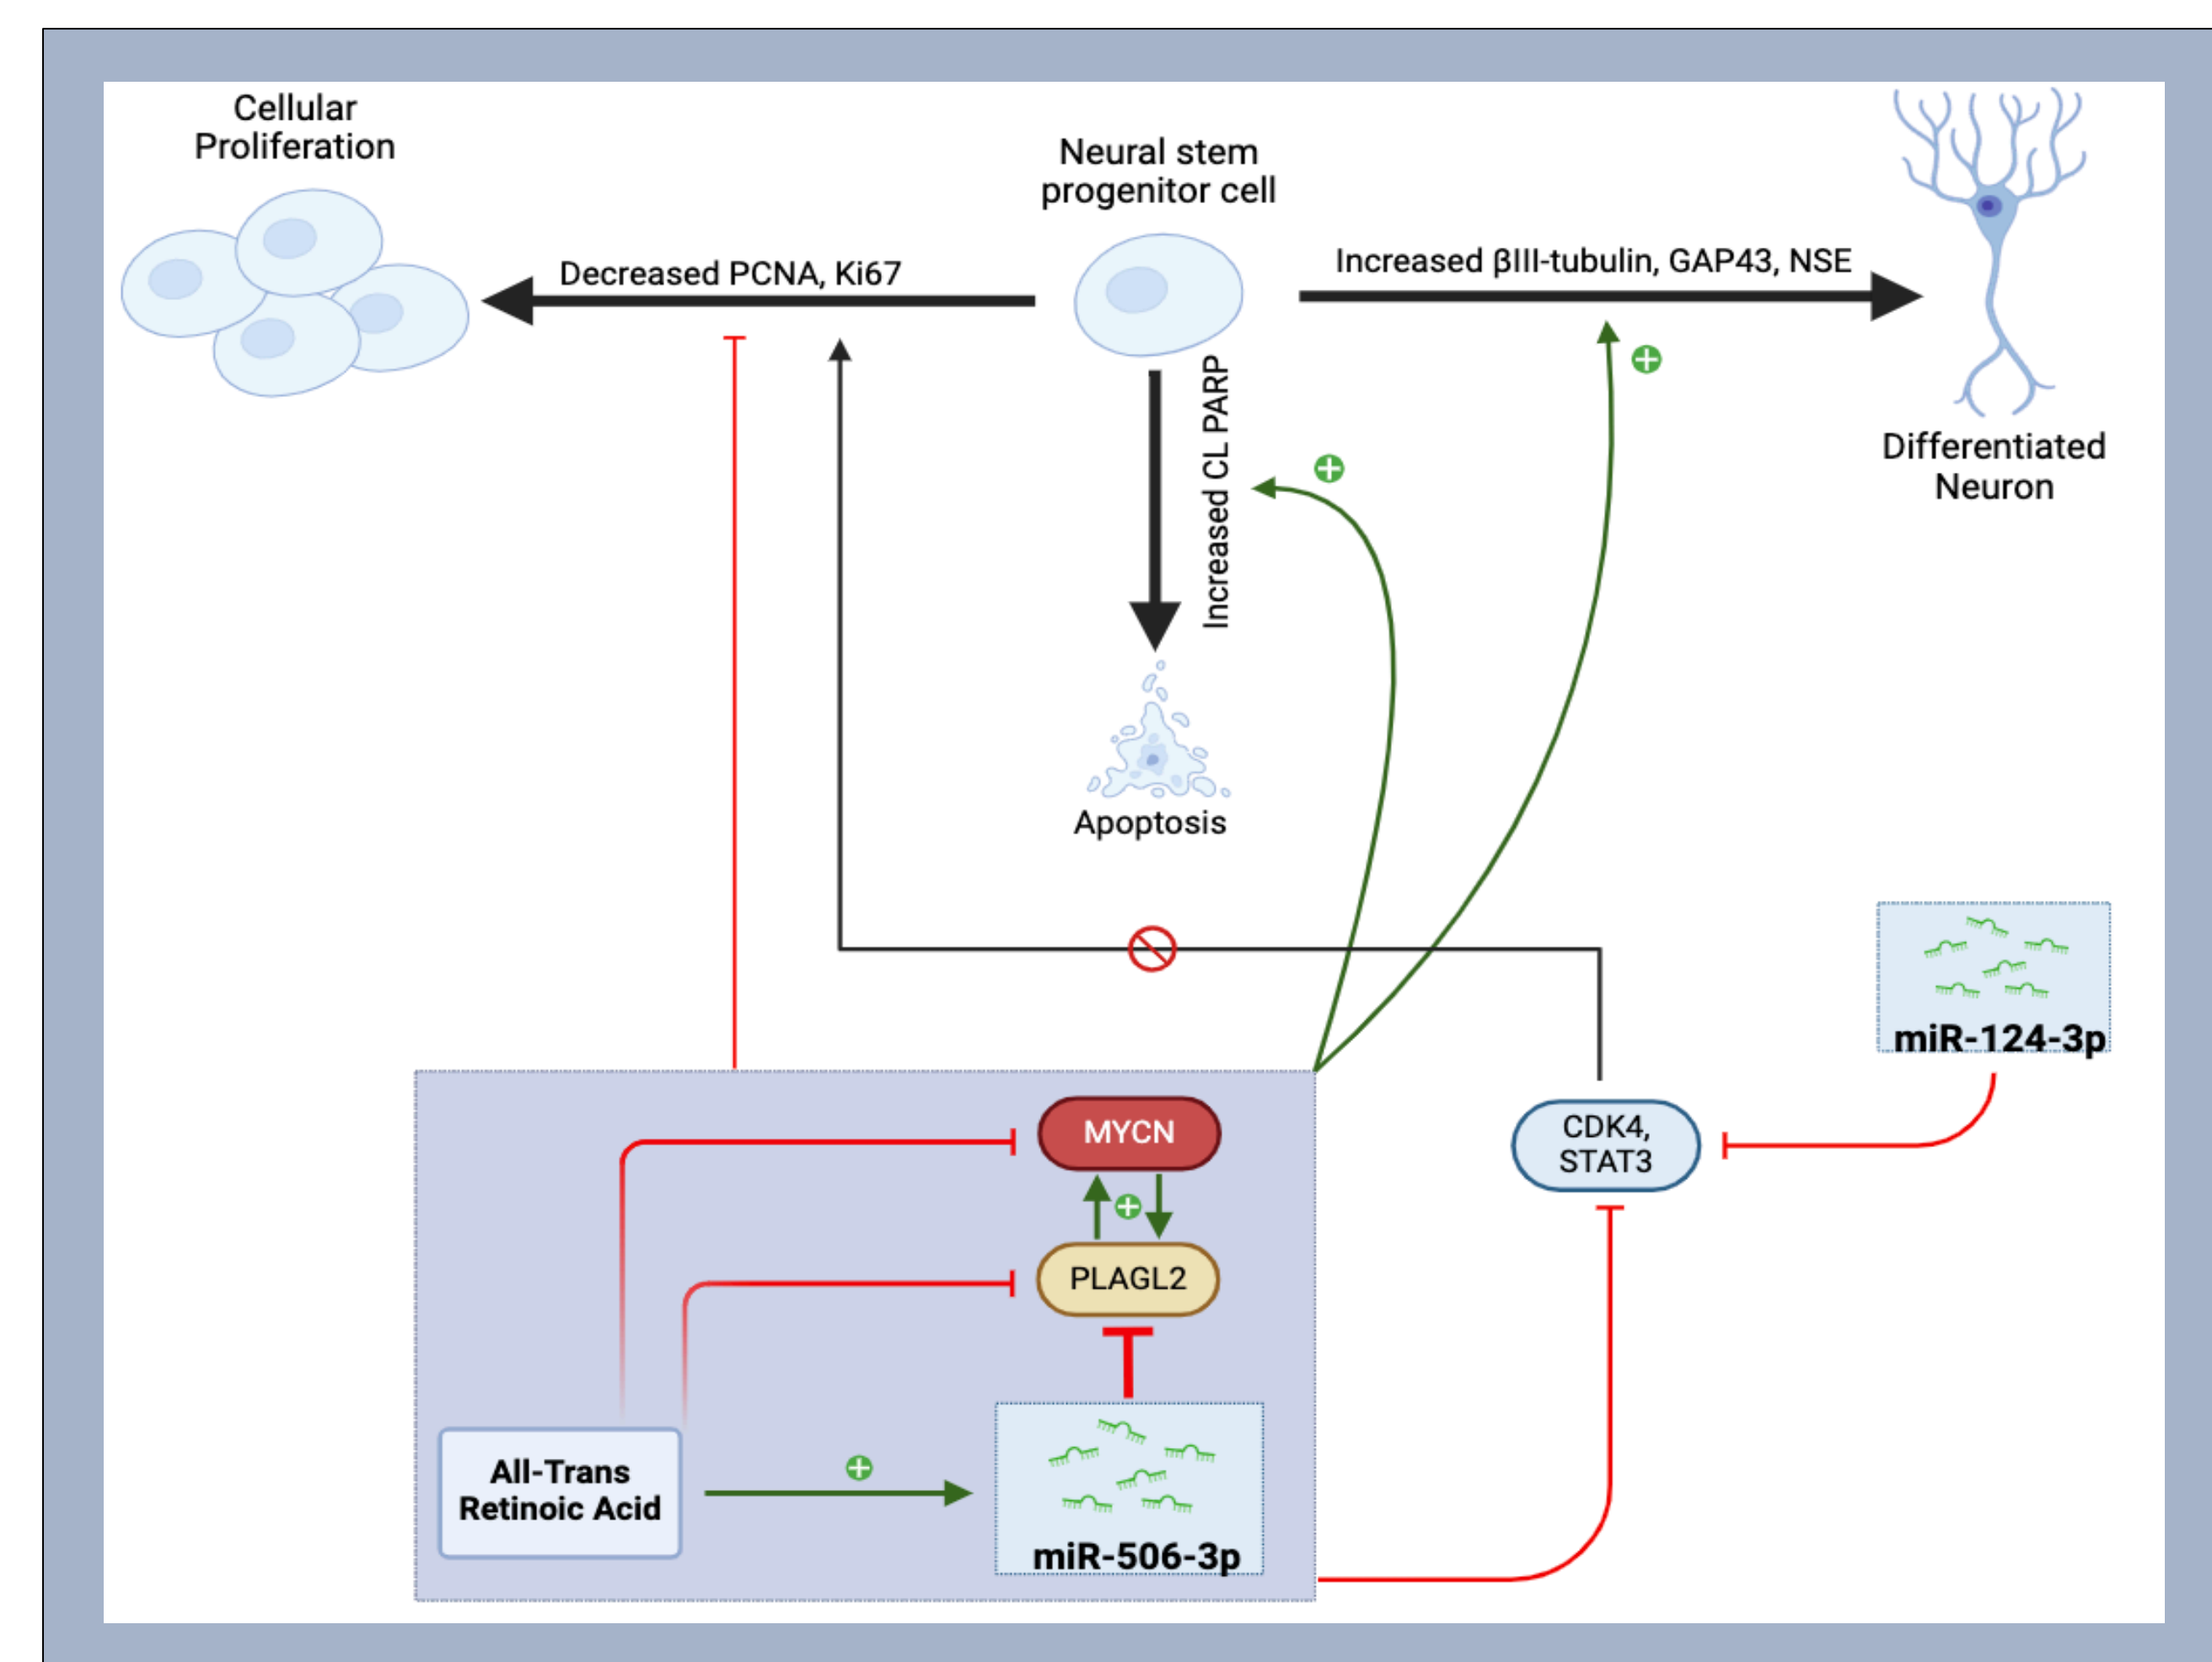 Cellular
Proliferation
Neural stem
progenitor cell
Decreased PCNA, Ki67
Increased βIII-tubulin, GAP43, NSE
Increased CL PARP
Differentiated
Neuron
Apoptosis
miR-124-3p
MYCN
CDK4,
STAT3
PLAGL2
All-Trans
Retinoic Acid
miR-506-3p